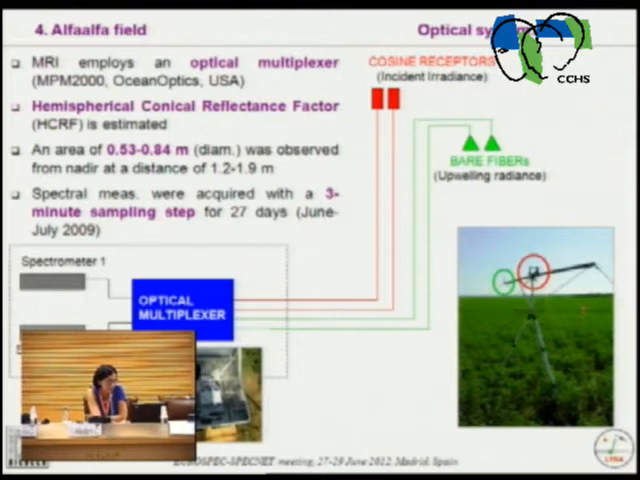 4. Alfaalfa field
Optical
CCHS
MRI employs an optical multiplexer
(MPM2000, OceanOptics, USA)
Hemispherical Conical Reflectance Factor
(HCRF) is estimated
An area of 0.53-0.84 m (diam.) was observed
from nadir at a distance of 1.2-1.9 m
Spectral meas. were acquired with a 3-
minute sampling step for 27 days (June-
July 2009)
COSINE RECEPTORS
(Incident Irradiance)
BARE FIBERs
(Upwelling radiance)
Spectrometer 1
OPTICAL
MULTIPLEXER
EUROSPEC-SPECNET meeting, 27-29 June 2012, Madrid, Spain